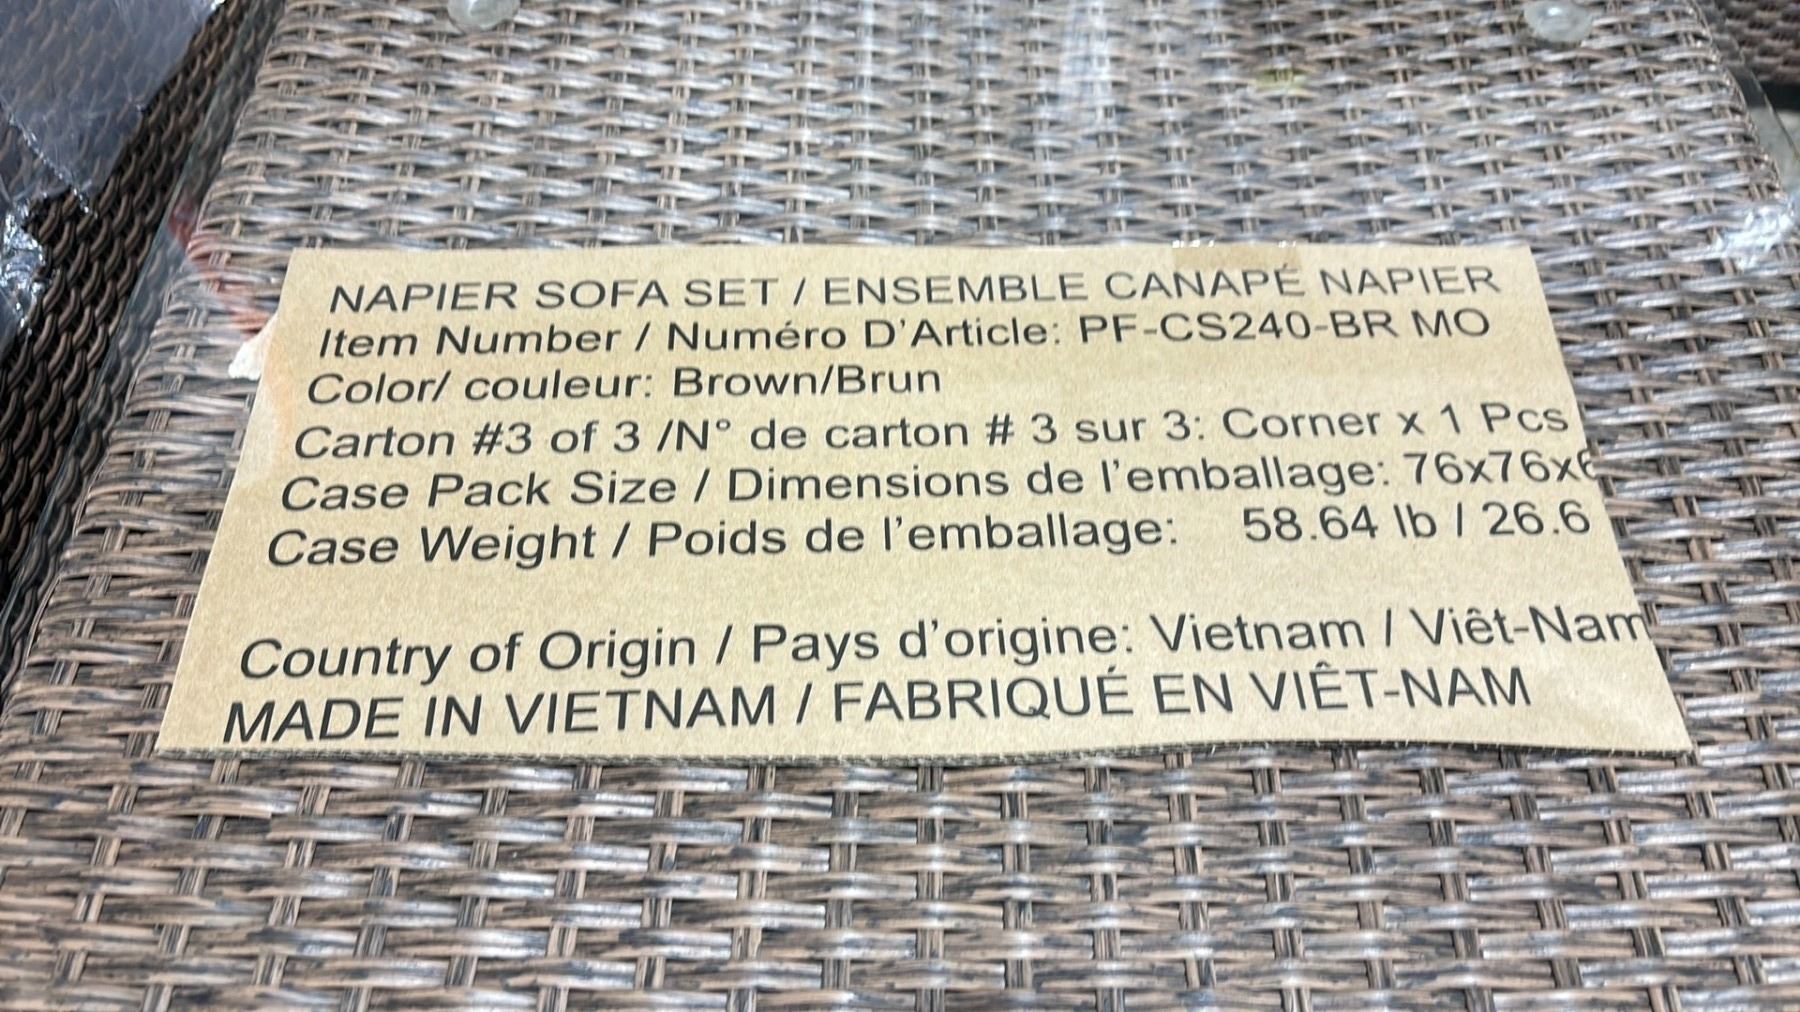 NAPIER SOFA SET / ENSEMBLE CANAPÉ NAPIER
Item Number / Numéro D'Article: PF-CS240-BR MO
Color/ couleur: Brown/Brun
Carton #3 of 3 /N° de carton # 3 sur 3: Corner x 1 Pcs
Case Pack Size / Dimensions de l'emballage: 76x76x6
Case Weight / Poids de l'emballage: 58.64 lb / 26.6
Country of Origin / Pays d'origine: Vietnam / Viêt-Nam
MADE IN VIETNAM / FABRIQUÉ EN VIÊT-NAM